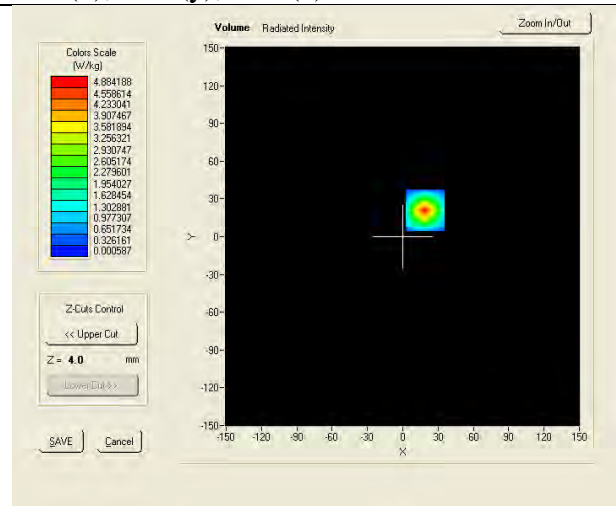 Volume Radiated Intensity
Zoom In/Out
Colors Scale
(W/kg)
4.884188
4.558614
4.233041
3.907467
3.581894
3.256321
2.930747
2.605174
2.279601
1.954027
1.628454
1.302881
0.977307
0.651734
0.326161
0.000587
150
120
90
60
30
0
-30
-60
-90
-120
-150
Y
-150 -120 -90 -60 -30 0 30 60 90 120 150
X
Z-Cuts Control
<< Upper Cut
Z = 4.0 mm
Lower Cut >>
SAVE Cancel